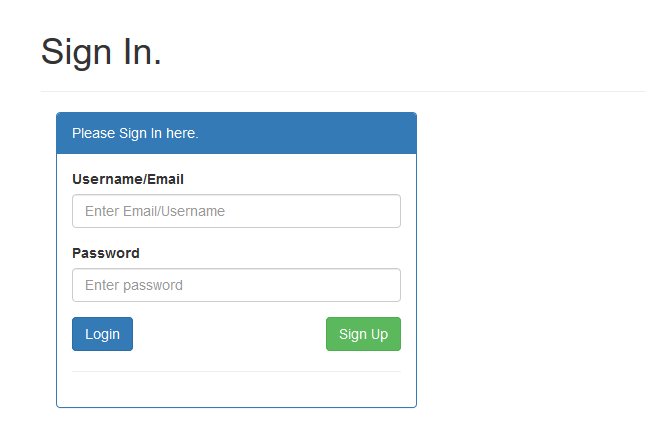 Sign In.
Please Sign In here.
Username/Email
Enter Email/Username
Password
Enter password
Login Sign Up